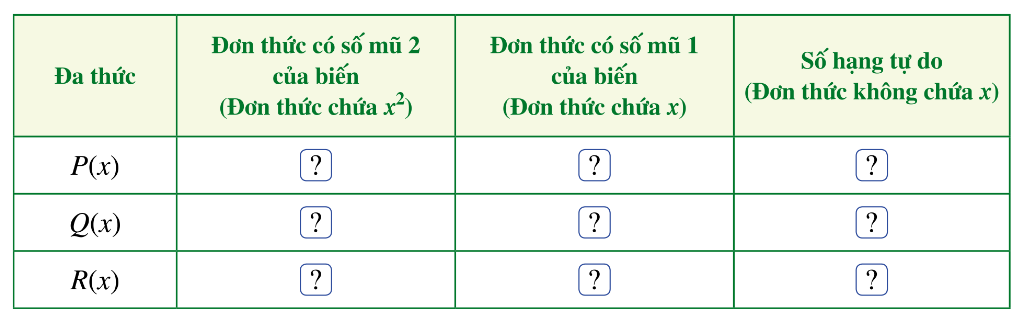 Đa thức
Đơn thức có số mũ 2
của biến
(Đơn thức chứa x²)
Đơn thức có số mũ 1
của biến
(Đơn thức chứa x)
Số hạng tự do
(Đơn thức không chứa x)
P(x) ? ? ?
Q(x) ? ? ?
R(x) ? ? ?